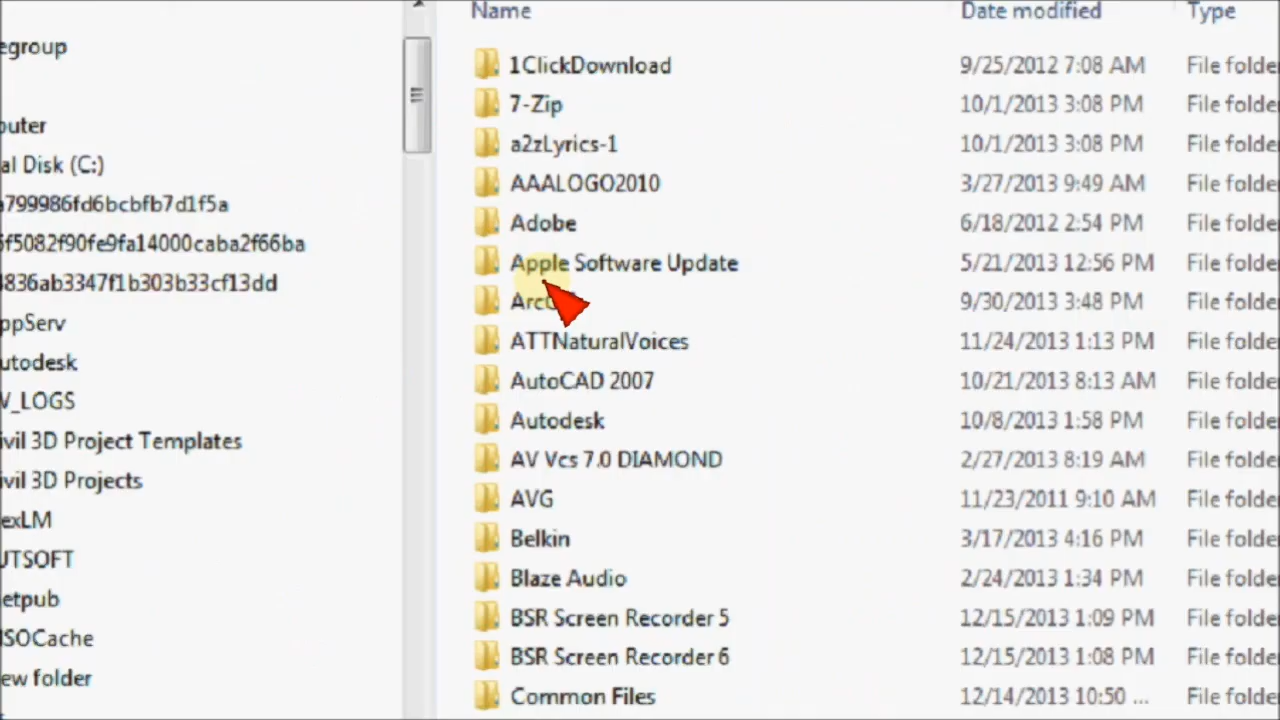 Name Date modified Type
egroup
1ClickDownload 9/25/2012 7:08 AM File folde
7-Zip 10/1/2013 3:08 PM File folde
outer
a2zLyrics-1 10/1/2013 3:08 PM File folde
al Disk (C:)
AAALOGO2010 3/27/2013 9:49 AM File folde
a799986fd6bcbfb7d1f5a
Adobe 6/18/2012 2:54 PM File folde
5f5082f90fe9fa14000caba2f66ba
Apple Software Update 5/21/2013 12:56 PM File folde
4836ab3347f1b303b33cf13dd
9/30/2013 3:48 PM File folde
ppServ
ATTNaturalVoices 11/24/2013 1:13 PM File folde
utodesk
AutoCAD 2007 10/21/2013 8:13 AM File folde
V_LOGS
Autodesk 10/8/2013 1:58 PM File folde
ivil 3D Project Templates
AV Vcs 7.0 DIAMOND 2/27/2013 8:19 AM File folde
ivil 3D Projects
AVG 11/23/2011 9:10 AM File folde
exLM
Belkin 3/17/2013 4:16 PM File folde
UTSOFT
Blaze Audio 2/24/2013 1:34 PM File folde
etpub
BSR Screen Recorder 5 12/15/2013 1:09 PM File folde
SOCache
BSR Screen Recorder 6 12/15/2013 1:08 PM File folde
ew folder
Common Files 12/14/2013 10:50 ... File folde